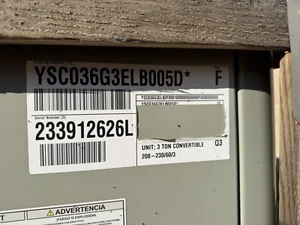 YSC036G3ELB005D*
F
Serial Number (S)
233912626L
UNIT; 3 TON CONVERTIBLE
Q3
208-230/60/3
ADVERTENCIA